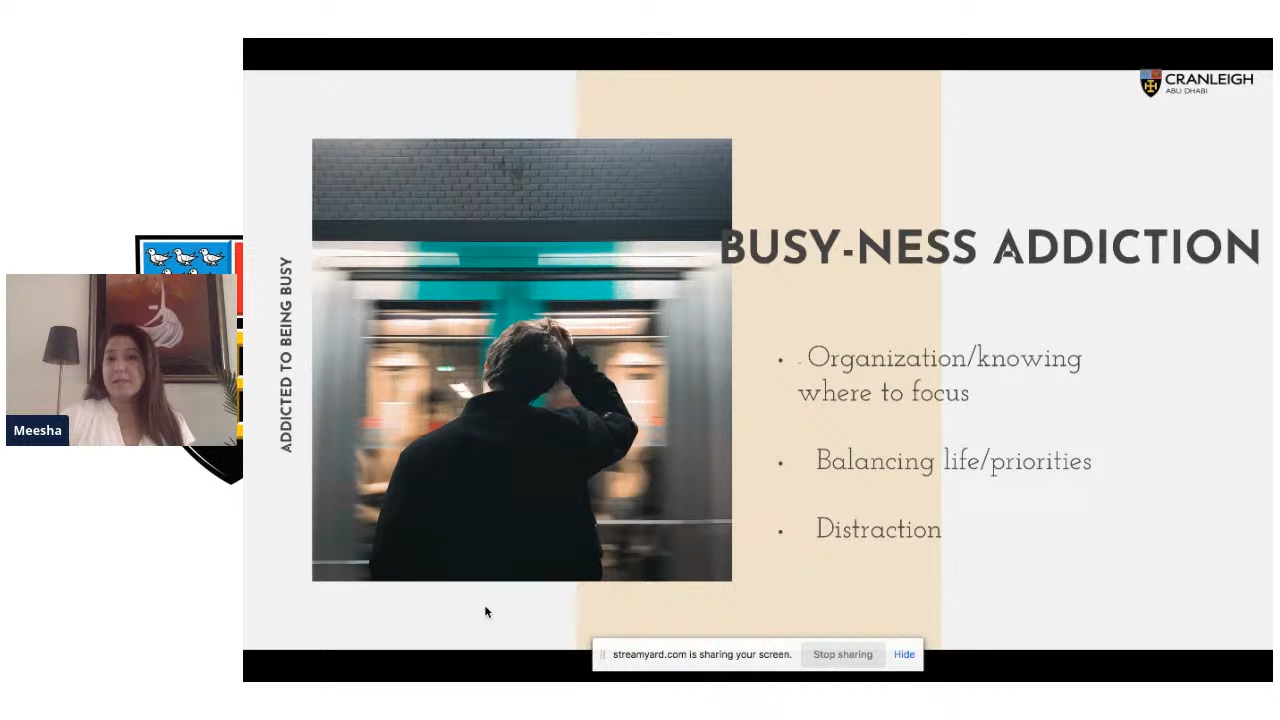 CRANLEIGH
ABU DHABI
BUSY-NESS ADDICTION
ADDICTED TO BEING BUSY
• - Organization/knowing
where to focus
• Balancing life/priorities
• Distraction
Meesha
streamyard.com is sharing your screen. Stop sharing Hide